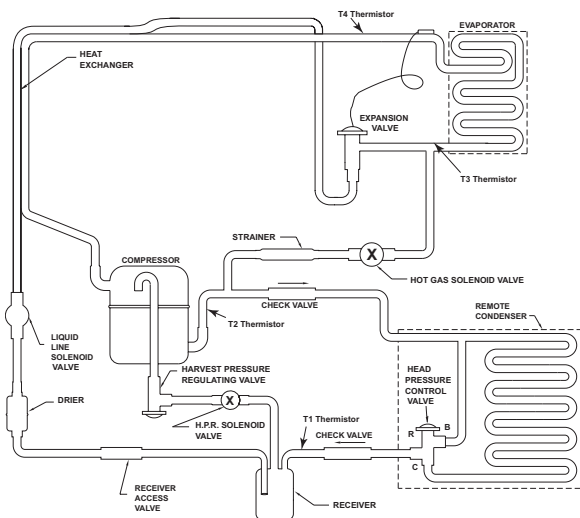 T4 Thermistor
EVAPORATOR
HEAT
EXCHANGER
EXPANSION
VALVE
T3 Thermistor
STRAINER
COMPRESSOR
X
HOT GAS SOLENOID VALVE
CHECK VALVE
REMOTE
CONDENSER
T2 Thermistor
LIQUID
LINE
SOLENOID
VALVE
HARVEST PRESSURE
REGULATING VALVE
HEAD
PRESSURE
CONTROL
VALVE
DRIER
X
H.P.R. SOLENOID
VALVE
T1 Thermistor
CHECK VALVE
R
B
C
RECEIVER
ACCESS
VALVE
RECEIVER